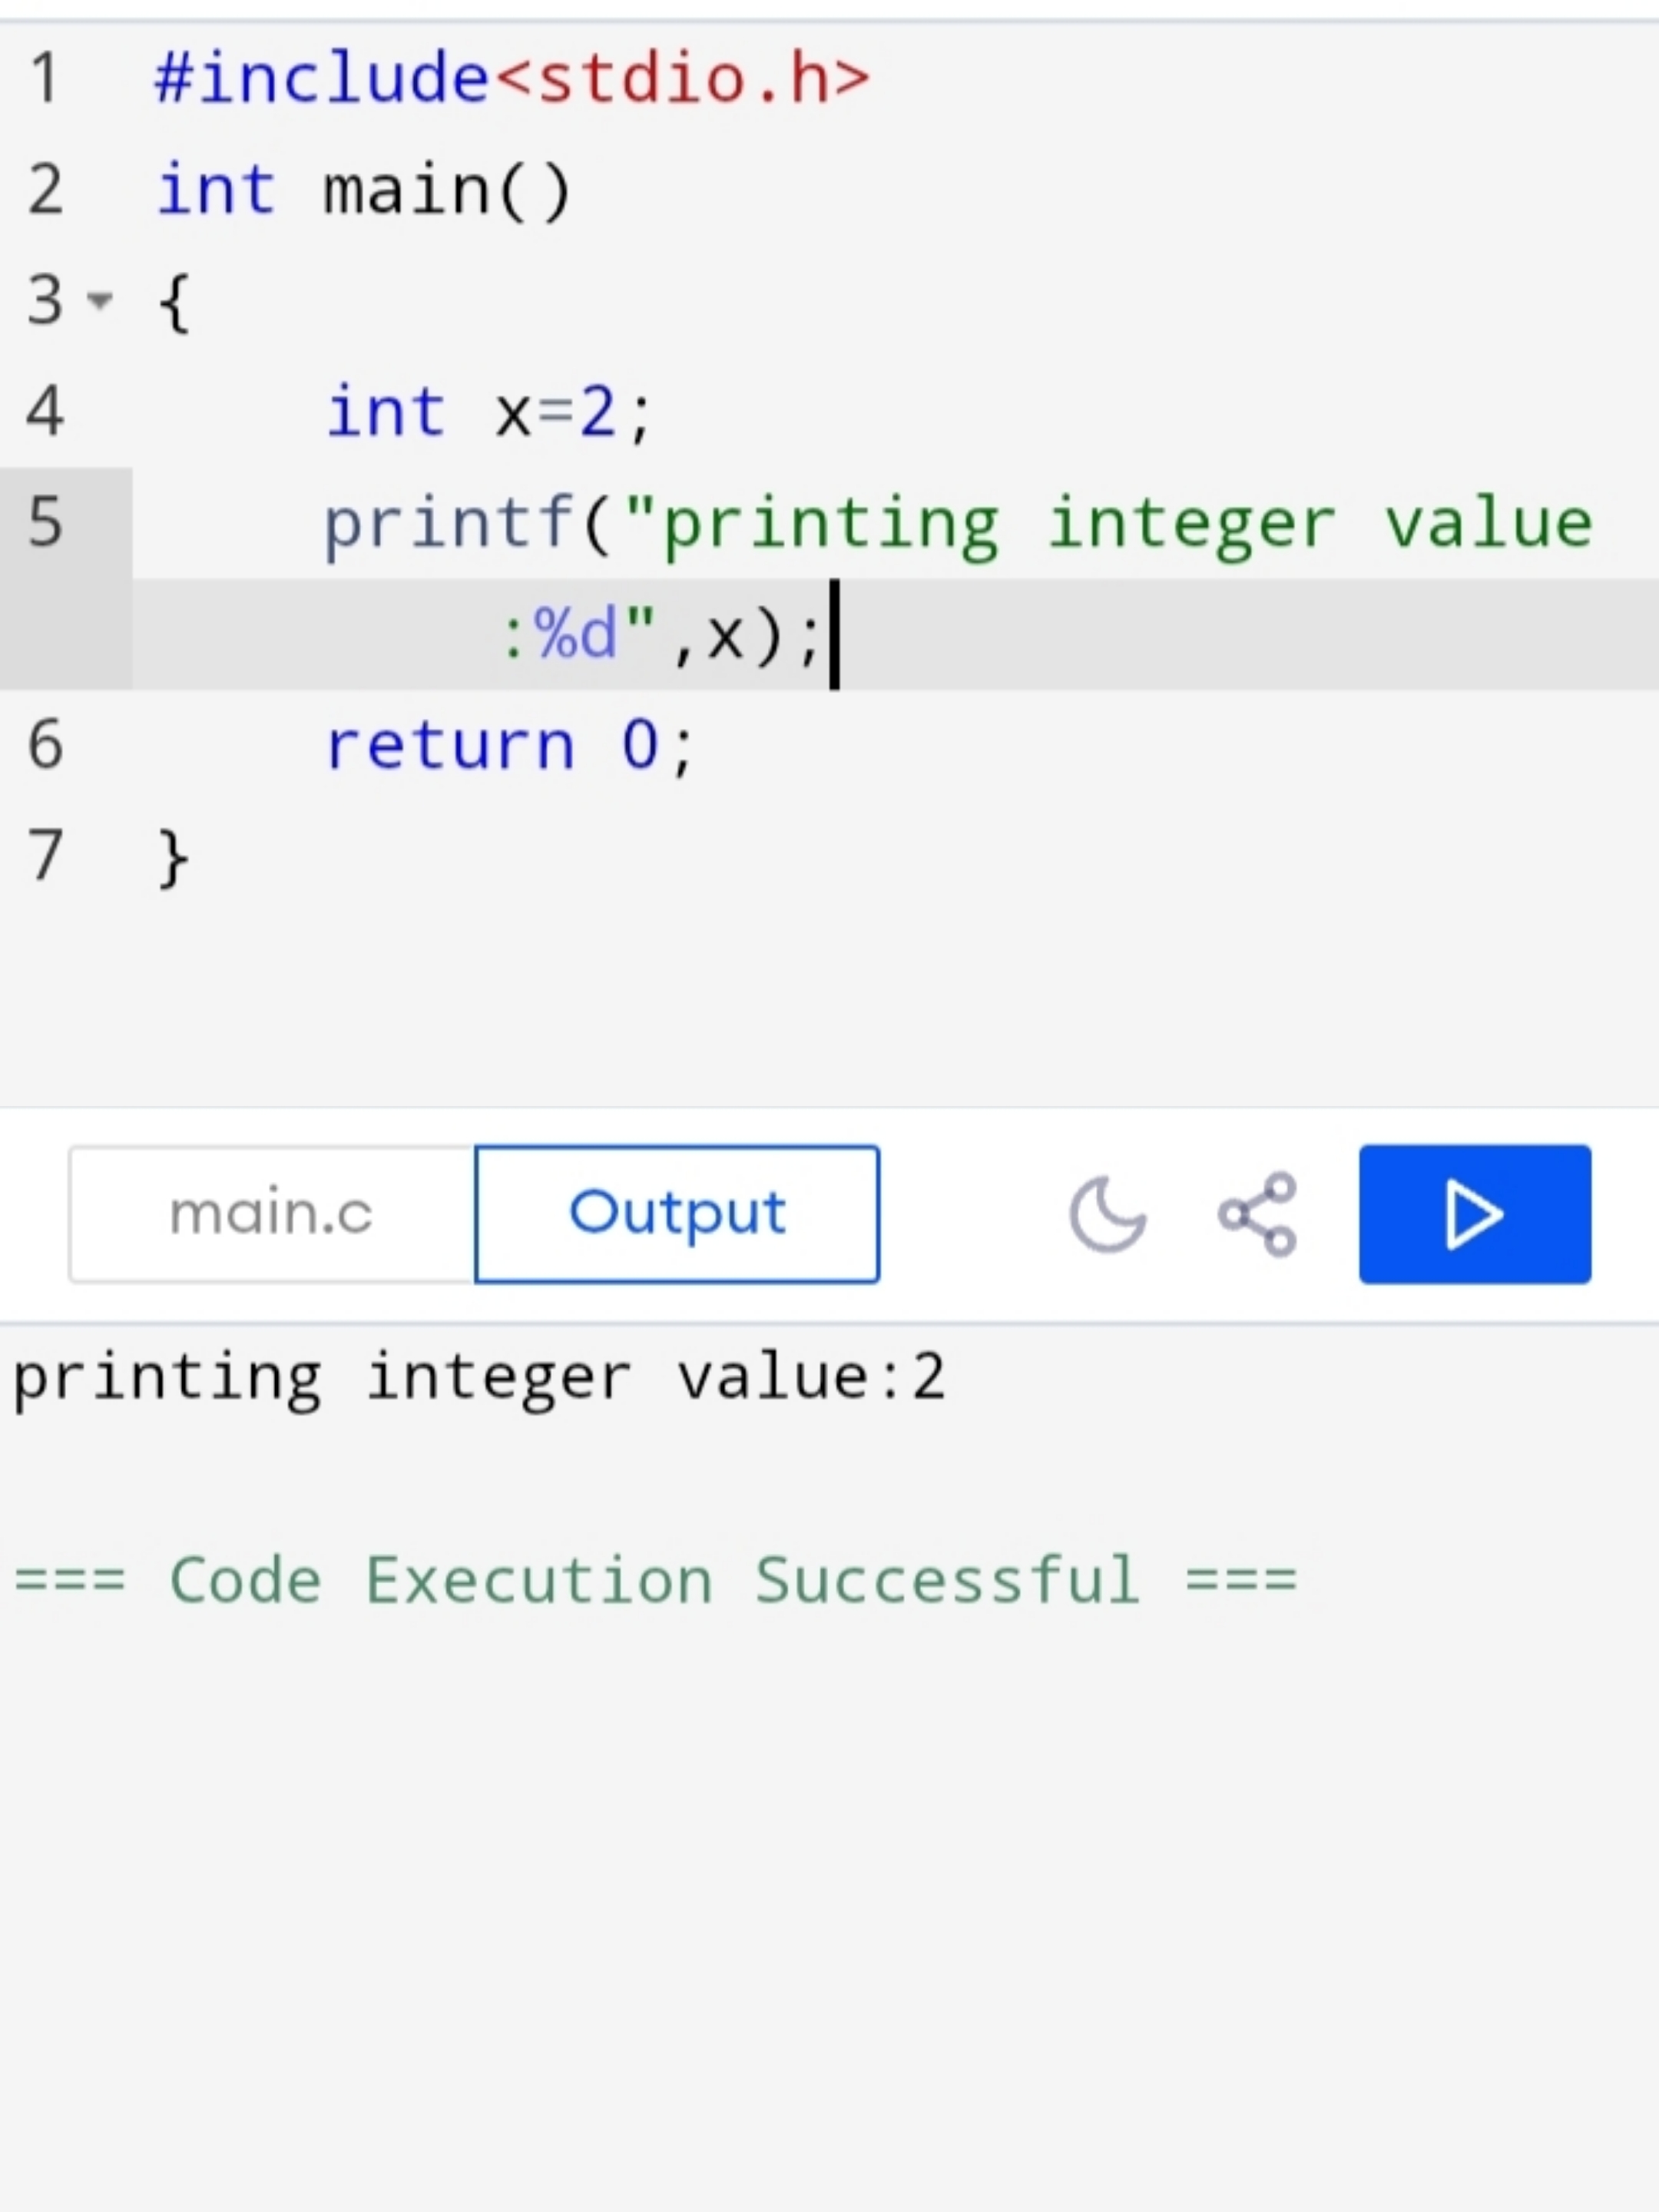 1 #include<stdio.h>
2 int main()
3 {
4 int x=2;
5 printf("printing integer value
:%d",x);
6 return 0;
7 }
main.c Output
printing integer value:2
=== Code Execution Successful ===